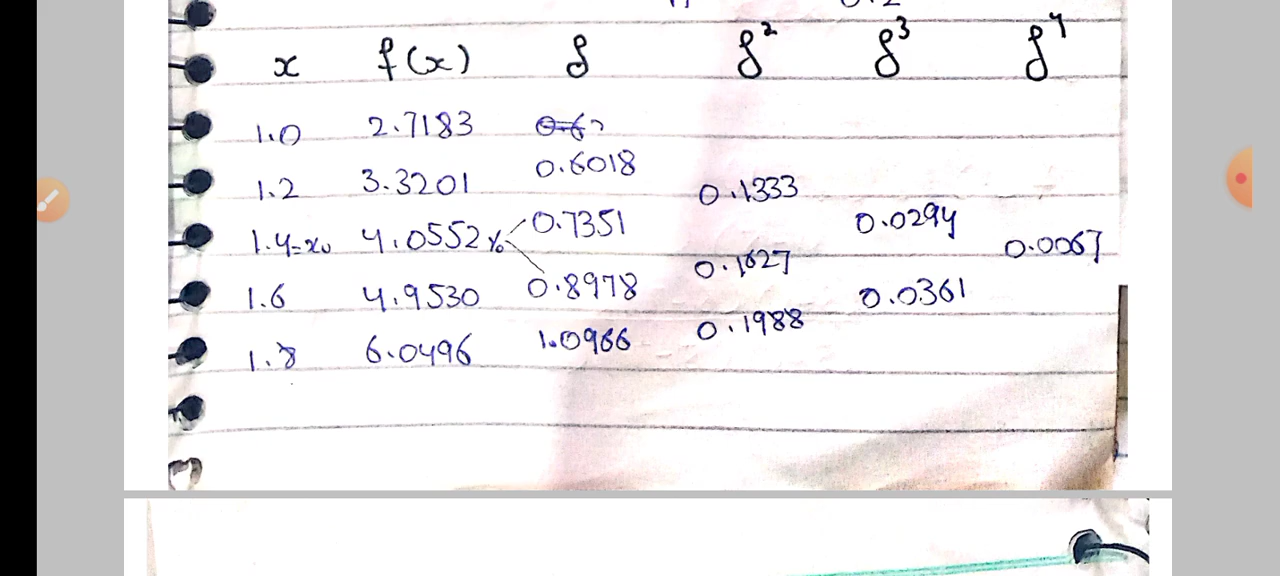 x f(x) δ δ² δ³ δ⁴
1.0 2.7183
0.6018
1.2 3.3201 0.1333
0.7351 0.0294
1.4=x₀ 4.0552 y₀ 0.1627 0.0067
0.8978 0.0361
1.6 4.9530 0.1988
1.0966
1.8 6.0496